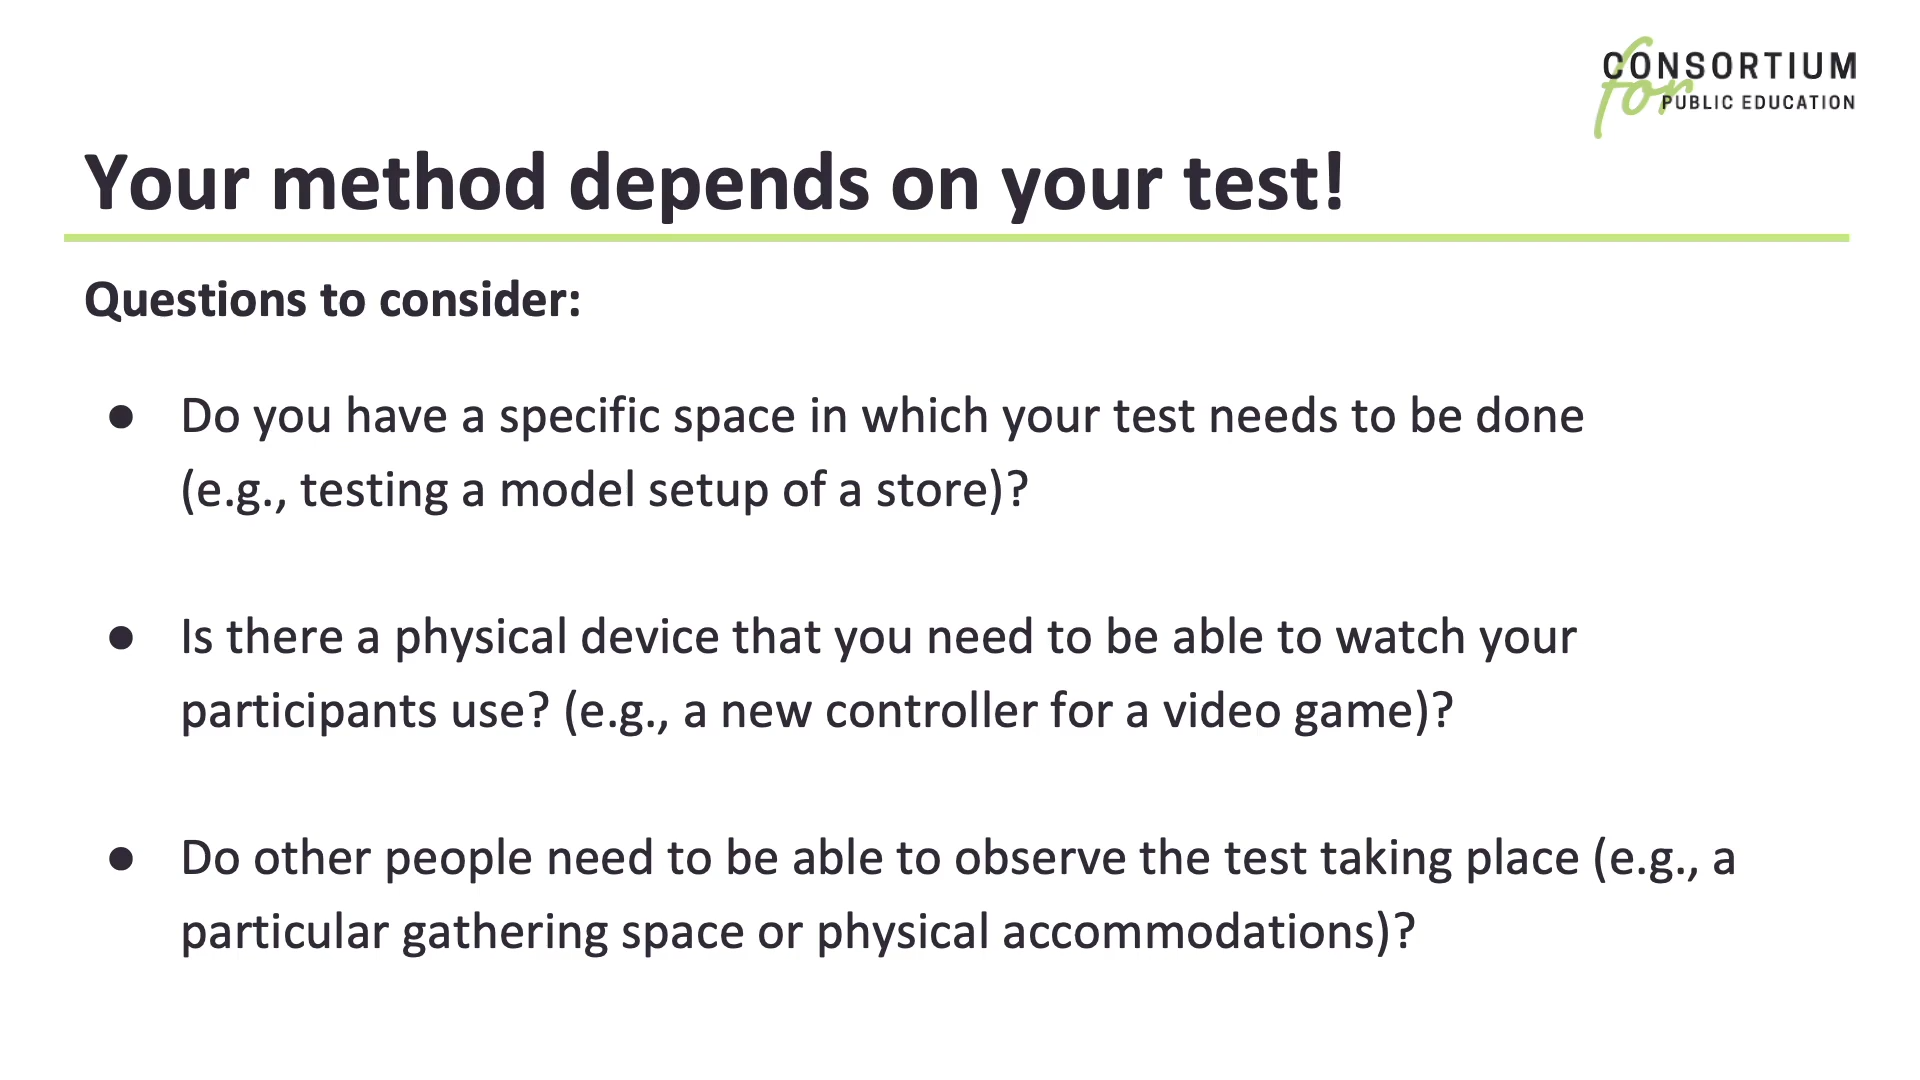 CONSORTIUM
for PUBLIC EDUCATION
Your method depends on your test!
Questions to consider:
● Do you have a specific space in which your test needs to be done
(e.g., testing a model setup of a store)?
● Is there a physical device that you need to be able to watch your
participants use? (e.g., a new controller for a video game)?
● Do other people need to be able to observe the test taking place (e.g., a
particular gathering space or physical accommodations)?